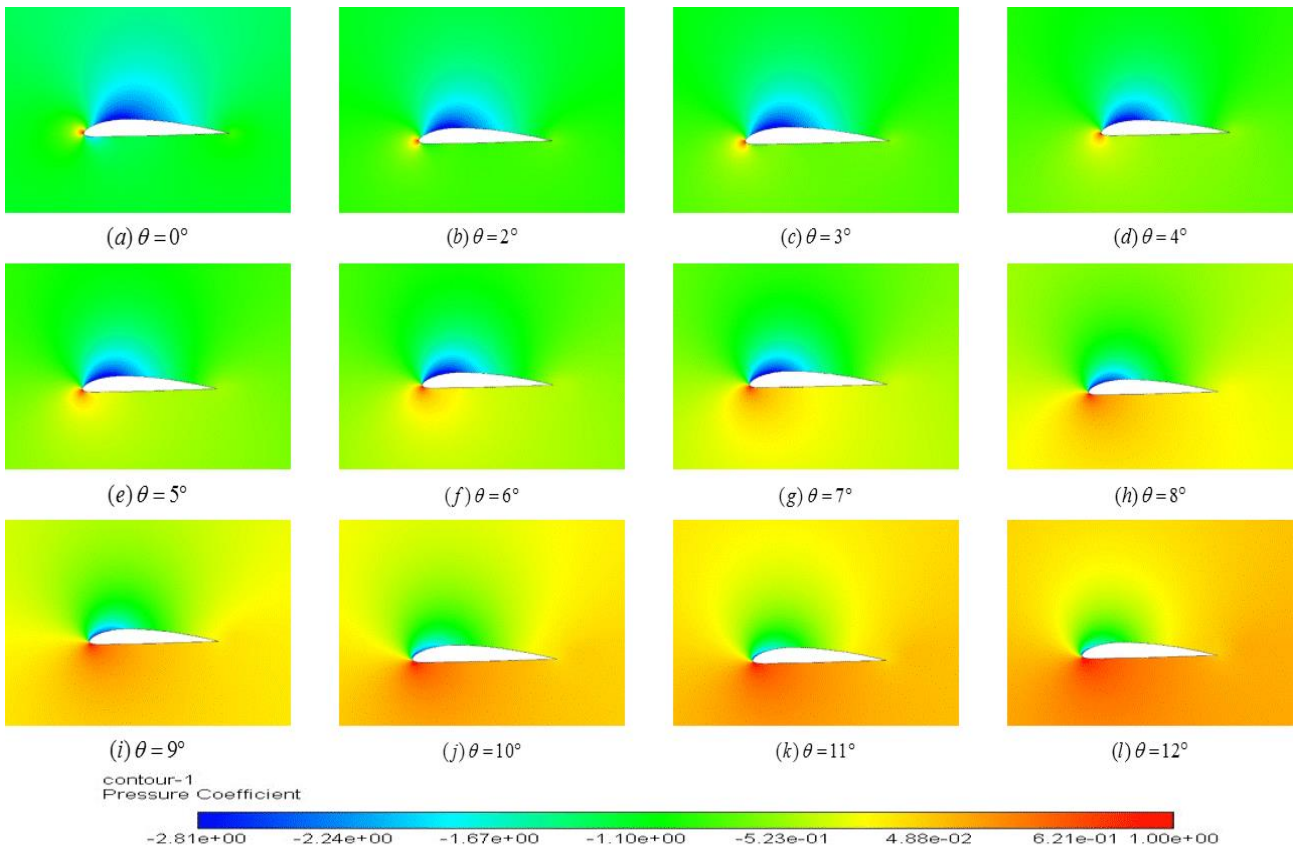 (a) θ = 0°
(b) θ = 2°
(c) θ = 3°
(d) θ = 4°
(e) θ = 5°
(f) θ = 6°
(g) θ = 7°
(h) θ = 8°
(i) θ = 9°
(j) θ = 10°
(k) θ = 11°
(l) θ = 12°
contour-1
Pressure Coefficient
-2.81e+00 -2.24e+00 -1.67e+00 -1.10e+00 -5.23e-01 4.88e-02 6.21e-01 1.00e+00